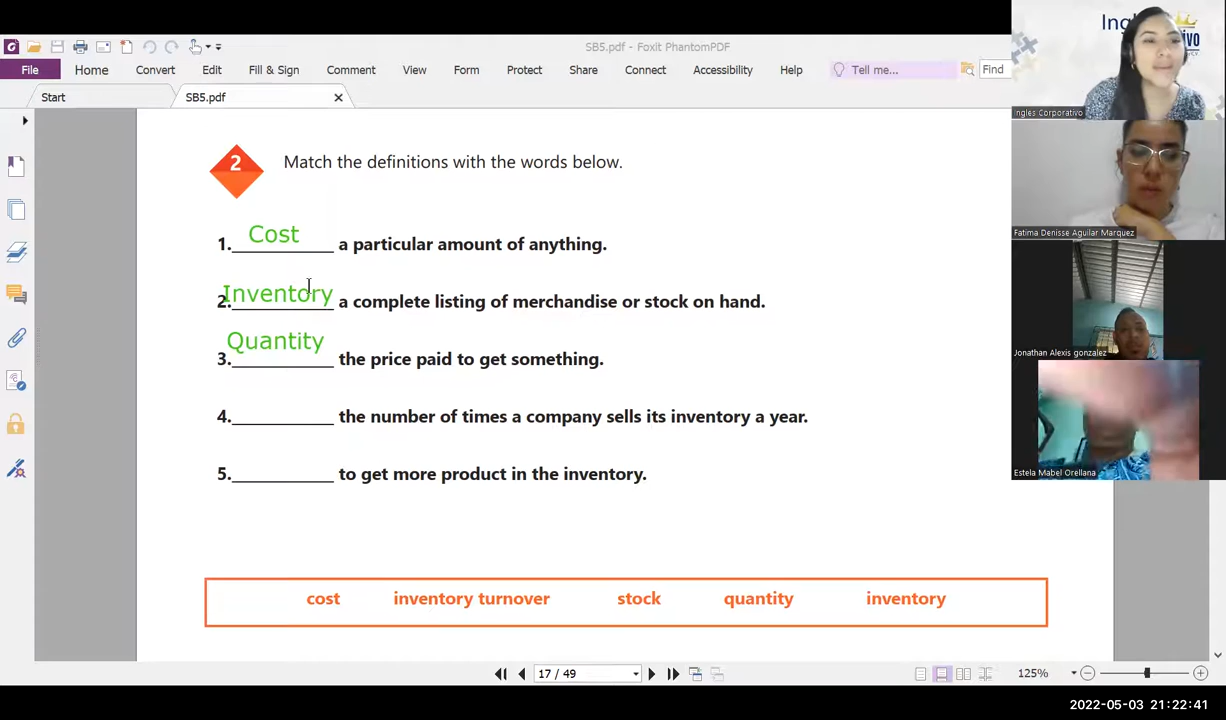 SB5.pdf - Foxit PhantomPDF
File Home Convert Edit Fill & Sign Comment View Form Protect Share Connect Accessibility Help Tell me... Find
Start SB5.pdf
2 Match the definitions with the words below.
Cost
1.__________ a particular amount of anything.
Inventory
2.__________ a complete listing of merchandise or stock on hand.
Quantity
3.__________ the price paid to get something.
4.__________ the number of times a company sells its inventory a year.
5.__________ to get more product in the inventory.
cost inventory turnover stock quantity inventory
17 / 49 125%
Ingles Corporativo
Fatima Denisse Aguilar Marquez
Jonathan Alexis gonzalez
Estela Mabel Orellana
2022-05-03 21:22:41